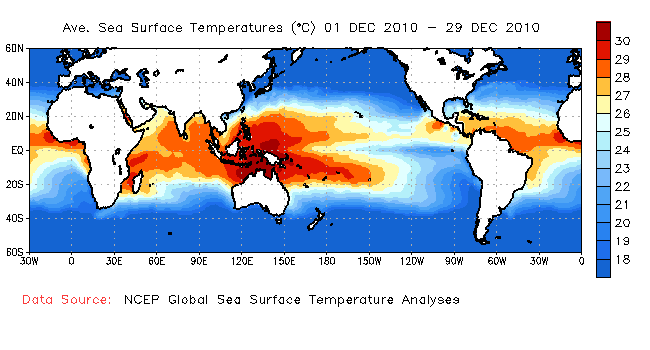 Ave. Sea Surface Temperatures (°C) 01 DEC 2010 – 29 DEC 2010
60N
40N
20N
EQ
20S
40S
60S
30W 0 30E 60E 90E 120E 150E 180 150W 120W 90W 60W 30W 0
30
29
28
27
26
25
24
23
22
21
20
19
18
Data Source: NCEP Global Sea Surface Temperature Analyses